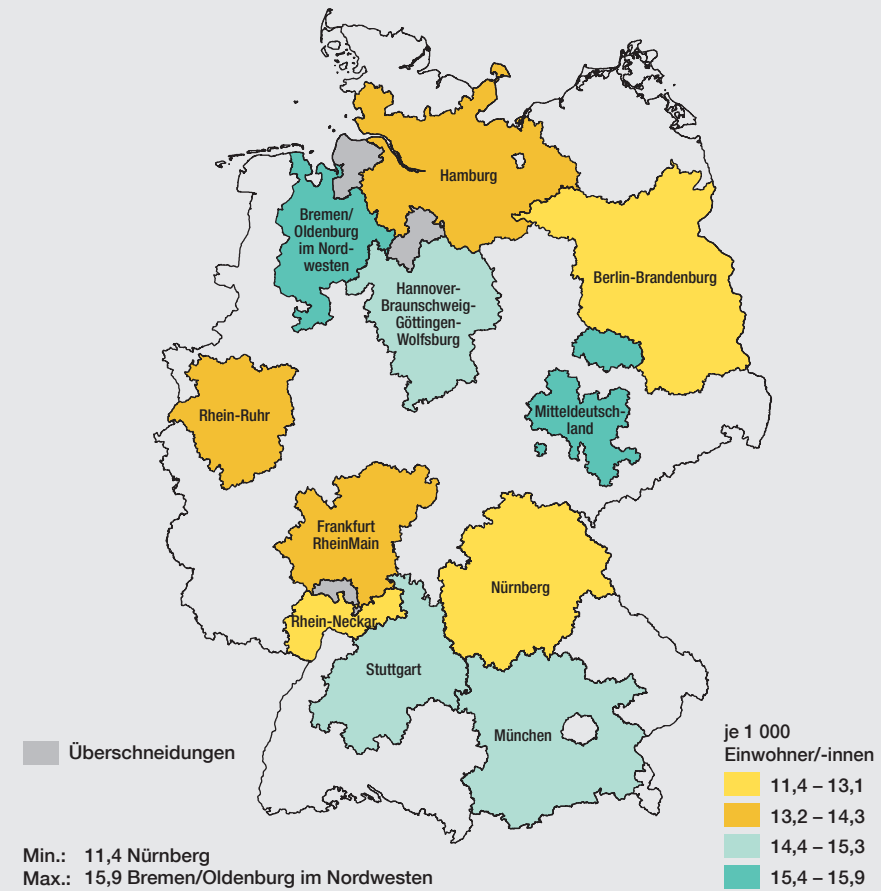 Hamburg
Bremen/
Oldenburg
im Nord-
westen
Berlin-Brandenburg
Hannover-
Braunschweig-
Göttingen-
Wolfsburg
Rhein-Ruhr
Mitteldeutsch-
land
Frankfurt
RheinMain
Nürnberg
Rhein-Neckar
Stuttgart
München
Überschneidungen
je 1 000
Einwohner/-innen
11,4 – 13,1
13,2 – 14,3
14,4 – 15,3
15,4 – 15,9
Min.: 11,4 Nürnberg
Max.: 15,9 Bremen/Oldenburg im Nordwesten